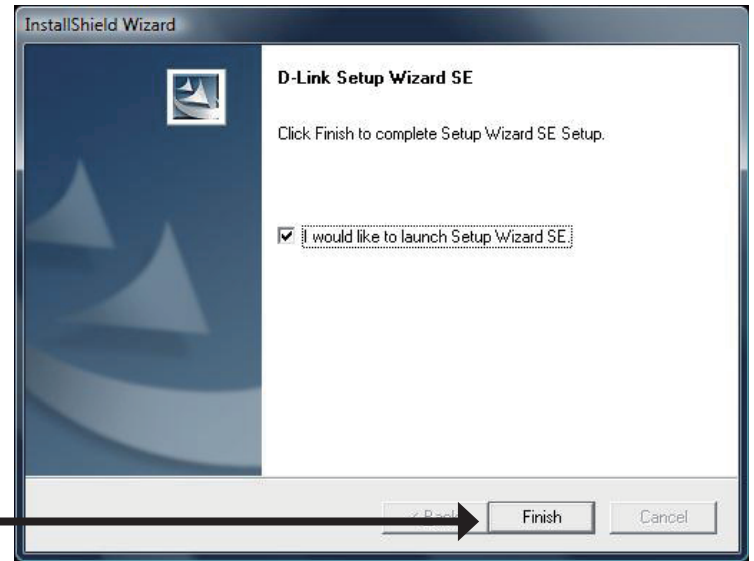 InstallShield Wizard
D-Link Setup Wizard SE
Click Finish to complete Setup Wizard SE Setup.
I would like to launch Setup Wizard SE.
Finish
Cancel